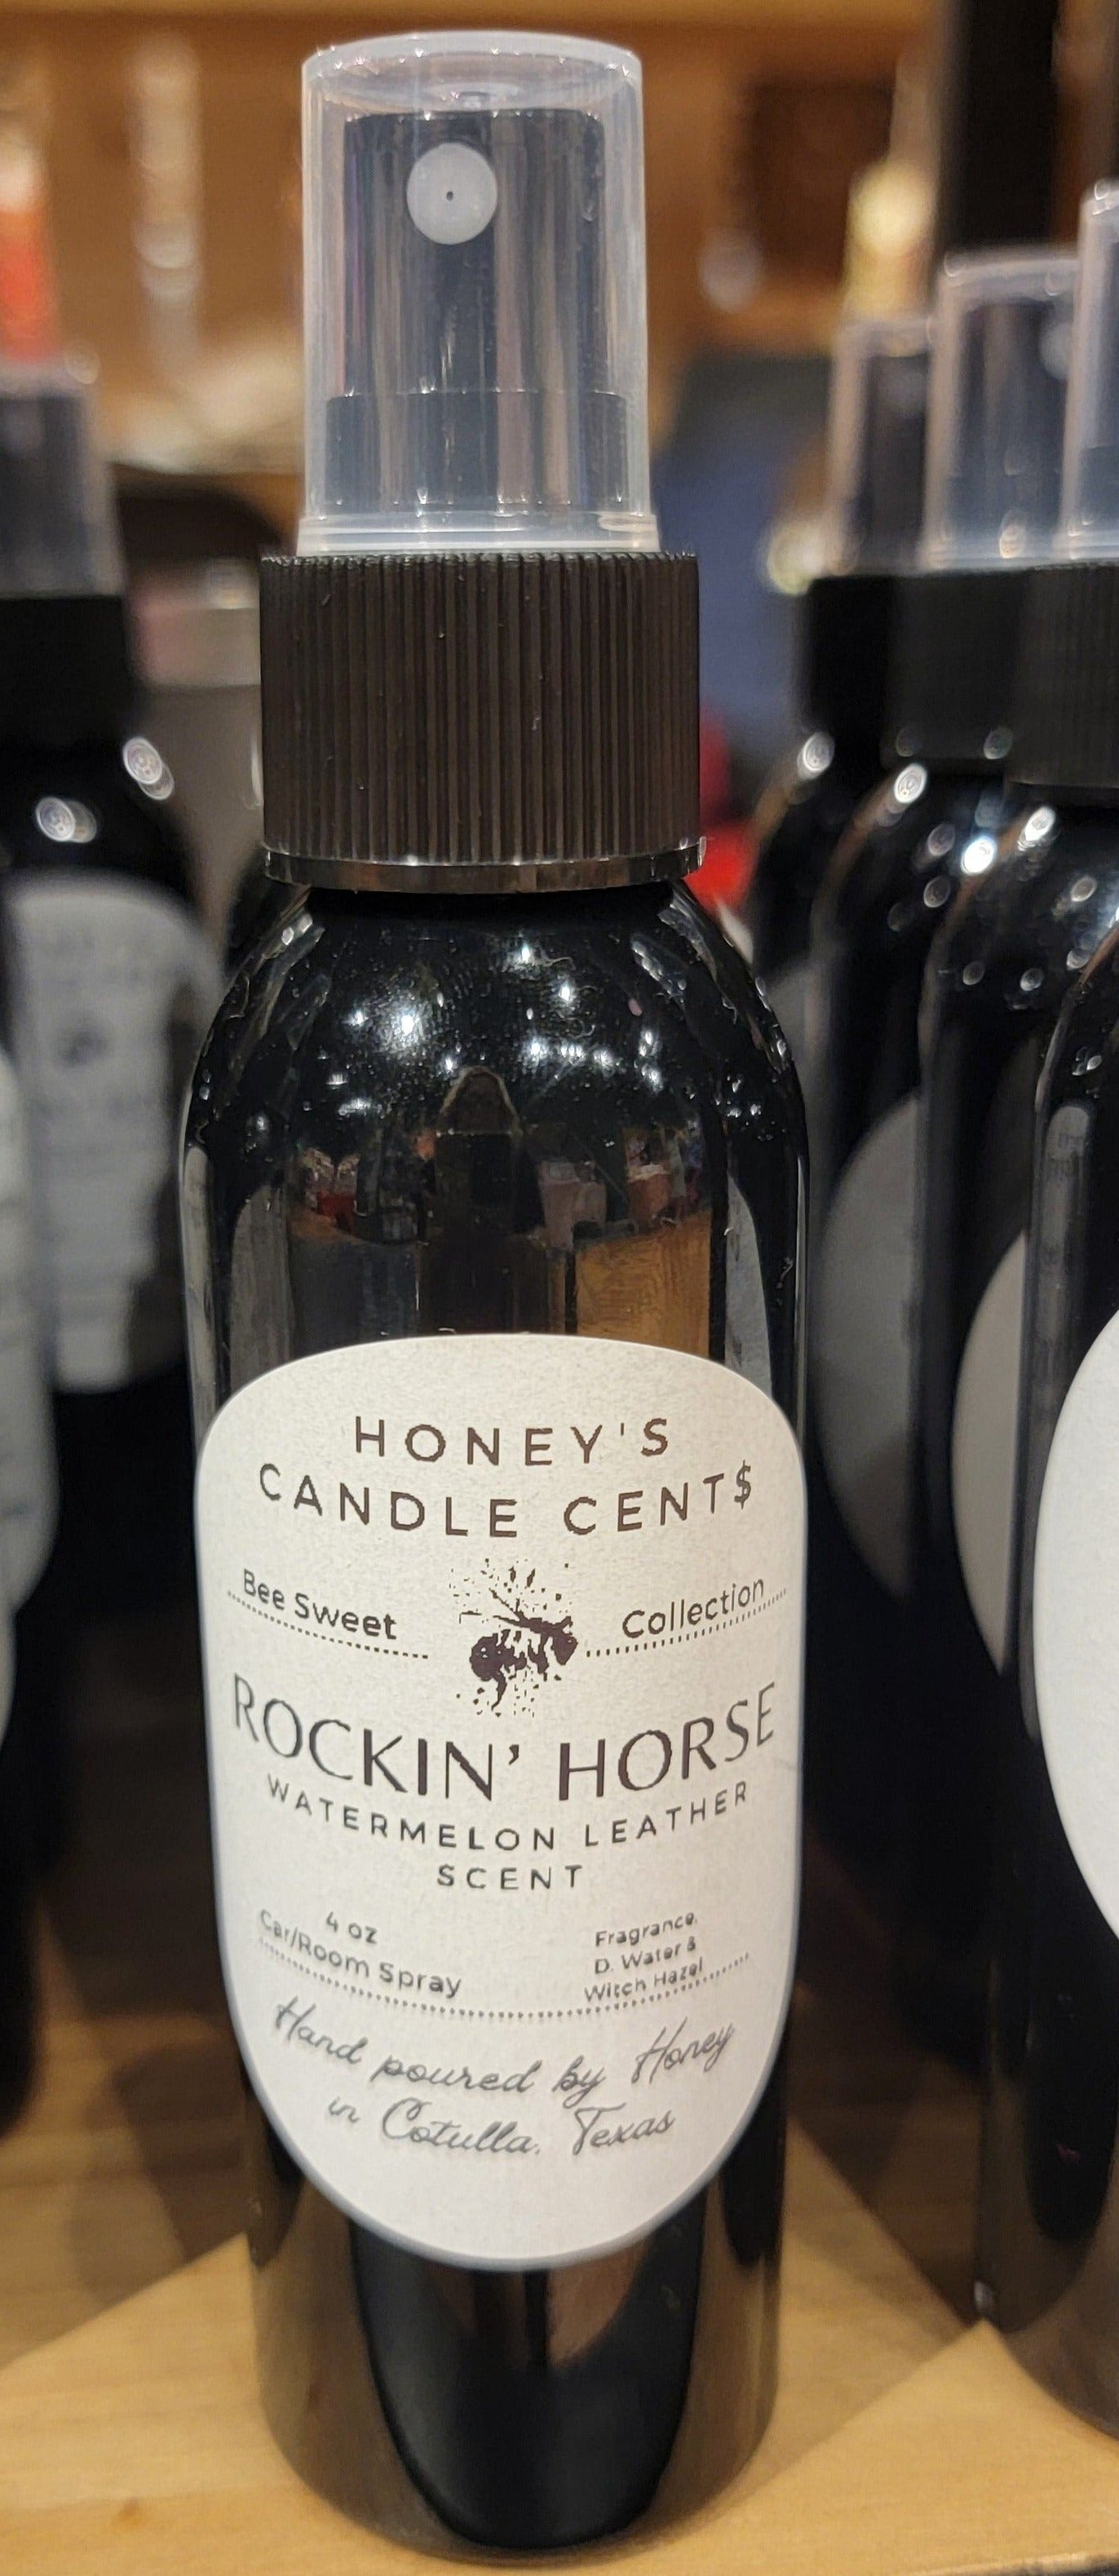 HONEY'S
CANDLE CENT$
Bee Sweet Collection
ROCKIN' HORSE
WATERMELON LEATHER
SCENT
4 oz
Car/Room Spray
Fragrance,
D. Water &
Witch Hazel
Hand poured by Honey
in Cotulla, Texas